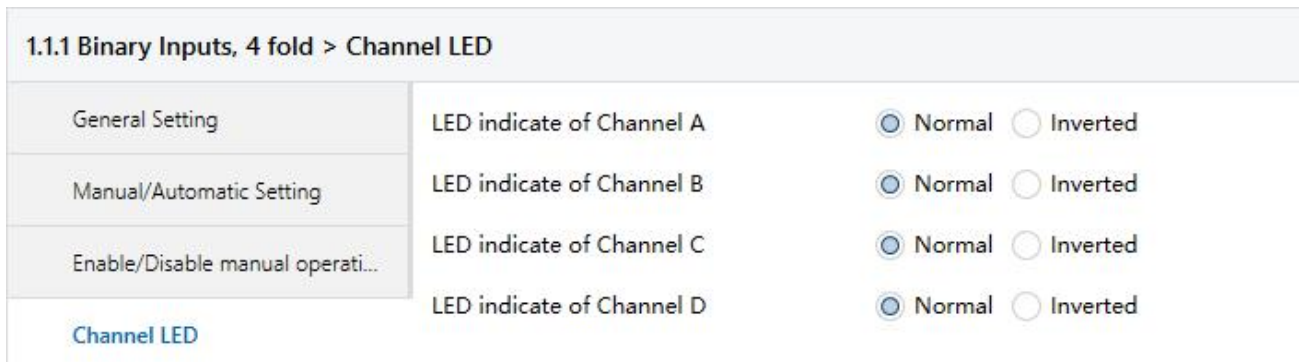 1.1.1 Binary Inputs, 4 fold > Channel LED
General Setting
Manual/Automatic Setting
Enable/Disable manual operati...
Channel LED
LED indicate of Channel A Normal Inverted
LED indicate of Channel B Normal Inverted
LED indicate of Channel C Normal Inverted
LED indicate of Channel D Normal Inverted